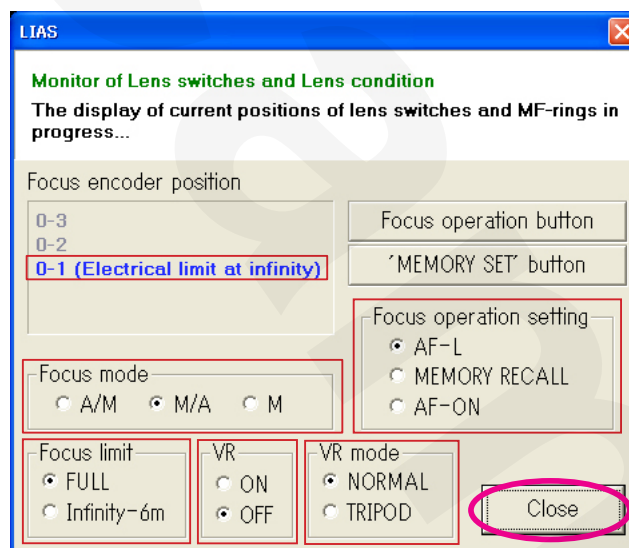 LIAS
Monitor of Lens switches and Lens condition
The display of current positions of lens switches and MF-rings in
progress...
Focus encoder position
0-3
0-2
0-1 (Electrical limit at infinity)
Focus operation button
'MEMORY SET' button
Focus operation setting
AF-L
MEMORY RECALL
AF-ON
Focus mode
A/M M/A M
Focus limit
FULL
Infinity-6m
VR
ON
OFF
VR mode
NORMAL
TRIPOD
Close